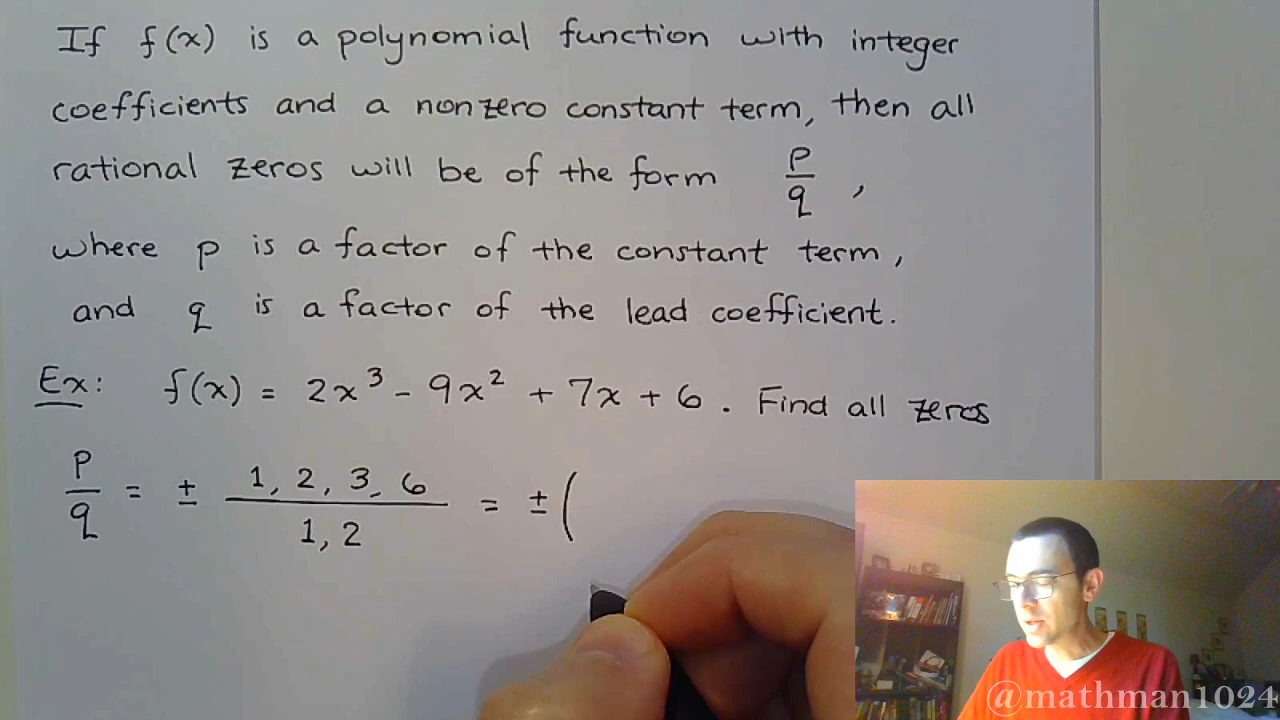 If f(x) is a polynomial function with integer
coefficients and a nonzero constant term, then all
rational zeros will be of the form p/q ,
where p is a factor of the constant term,
and q is a factor of the lead coefficient.
Ex: f(x) = 2x³ - 9x² + 7x + 6 . Find all zeros
p/q = ± 1, 2, 3, 6 / 1, 2 = ± (
@mathman1024